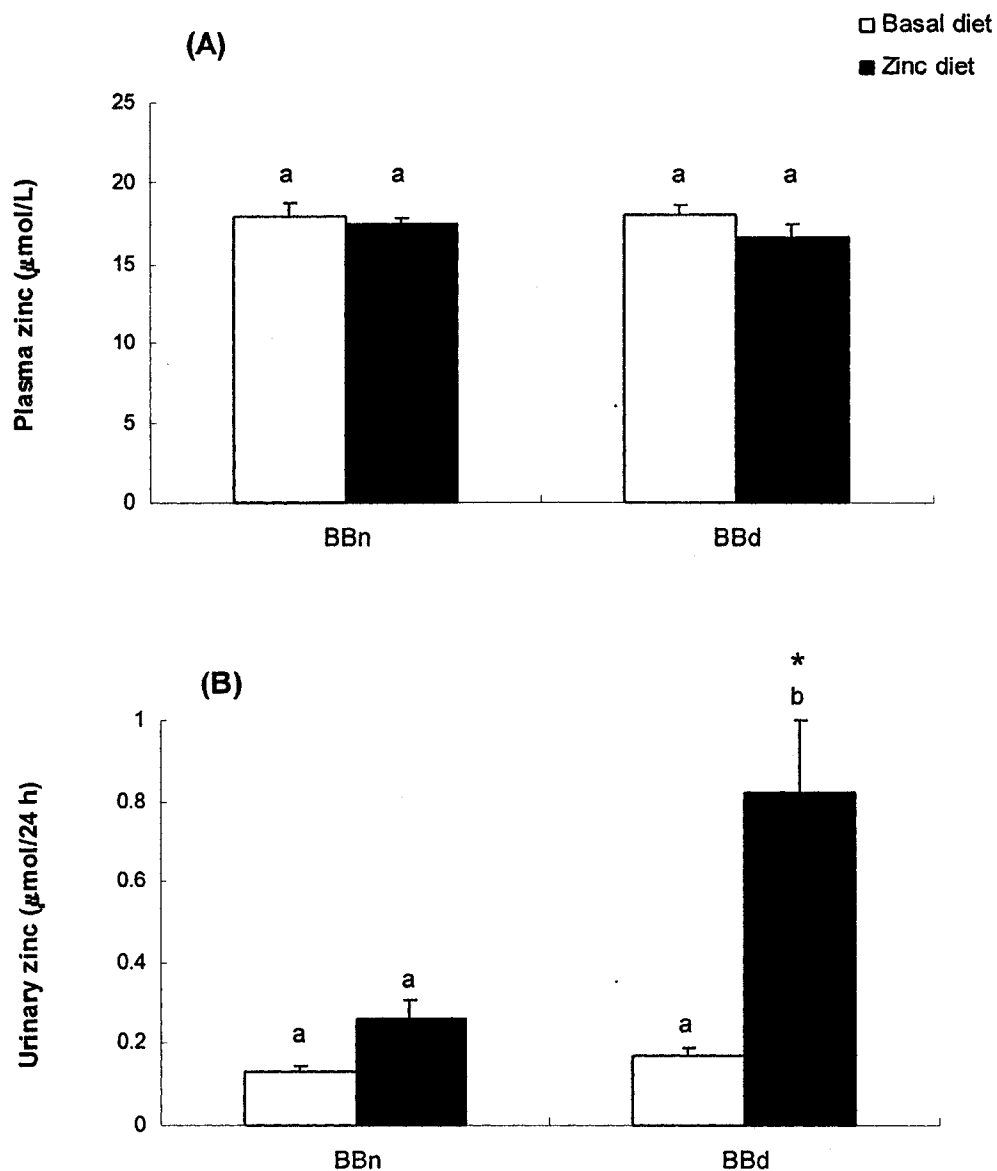 Basal diet
Zinc diet
(A)
Plasma zinc (μmol/L)
25
20
15
10
5
0
a a a a
BBn BBd
(B)
Urinary zinc (μmol/24 h)
1
0.8
0.6
0.4
0.2
0
*
b
a
a
a
BBn BBd